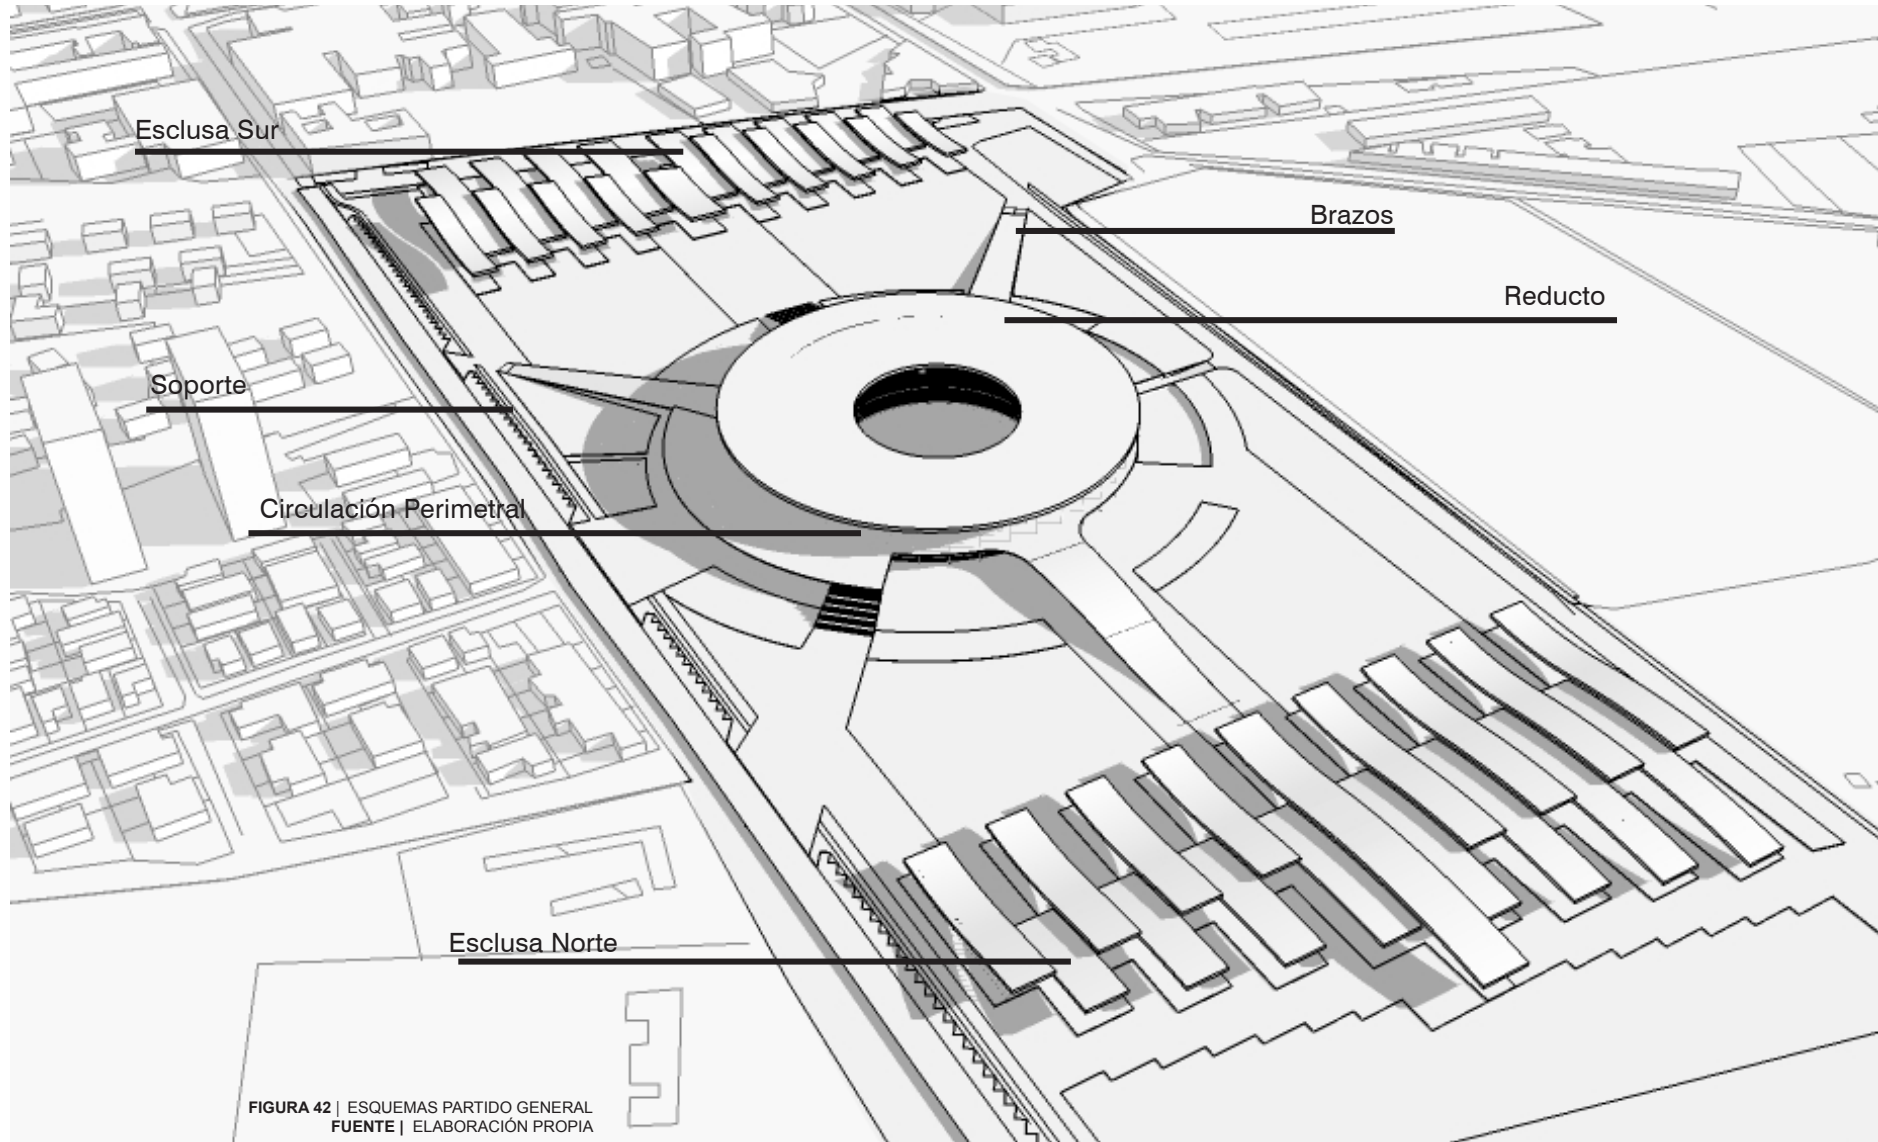 Esclusa Sur
Brazos
Reducto
Soporte
Circulación Perimetral
Esclusa Norte
FIGURA 42 | ESQUEMAS PARTIDO GENERAL
FUENTE | ELABORACIÓN PROPIA